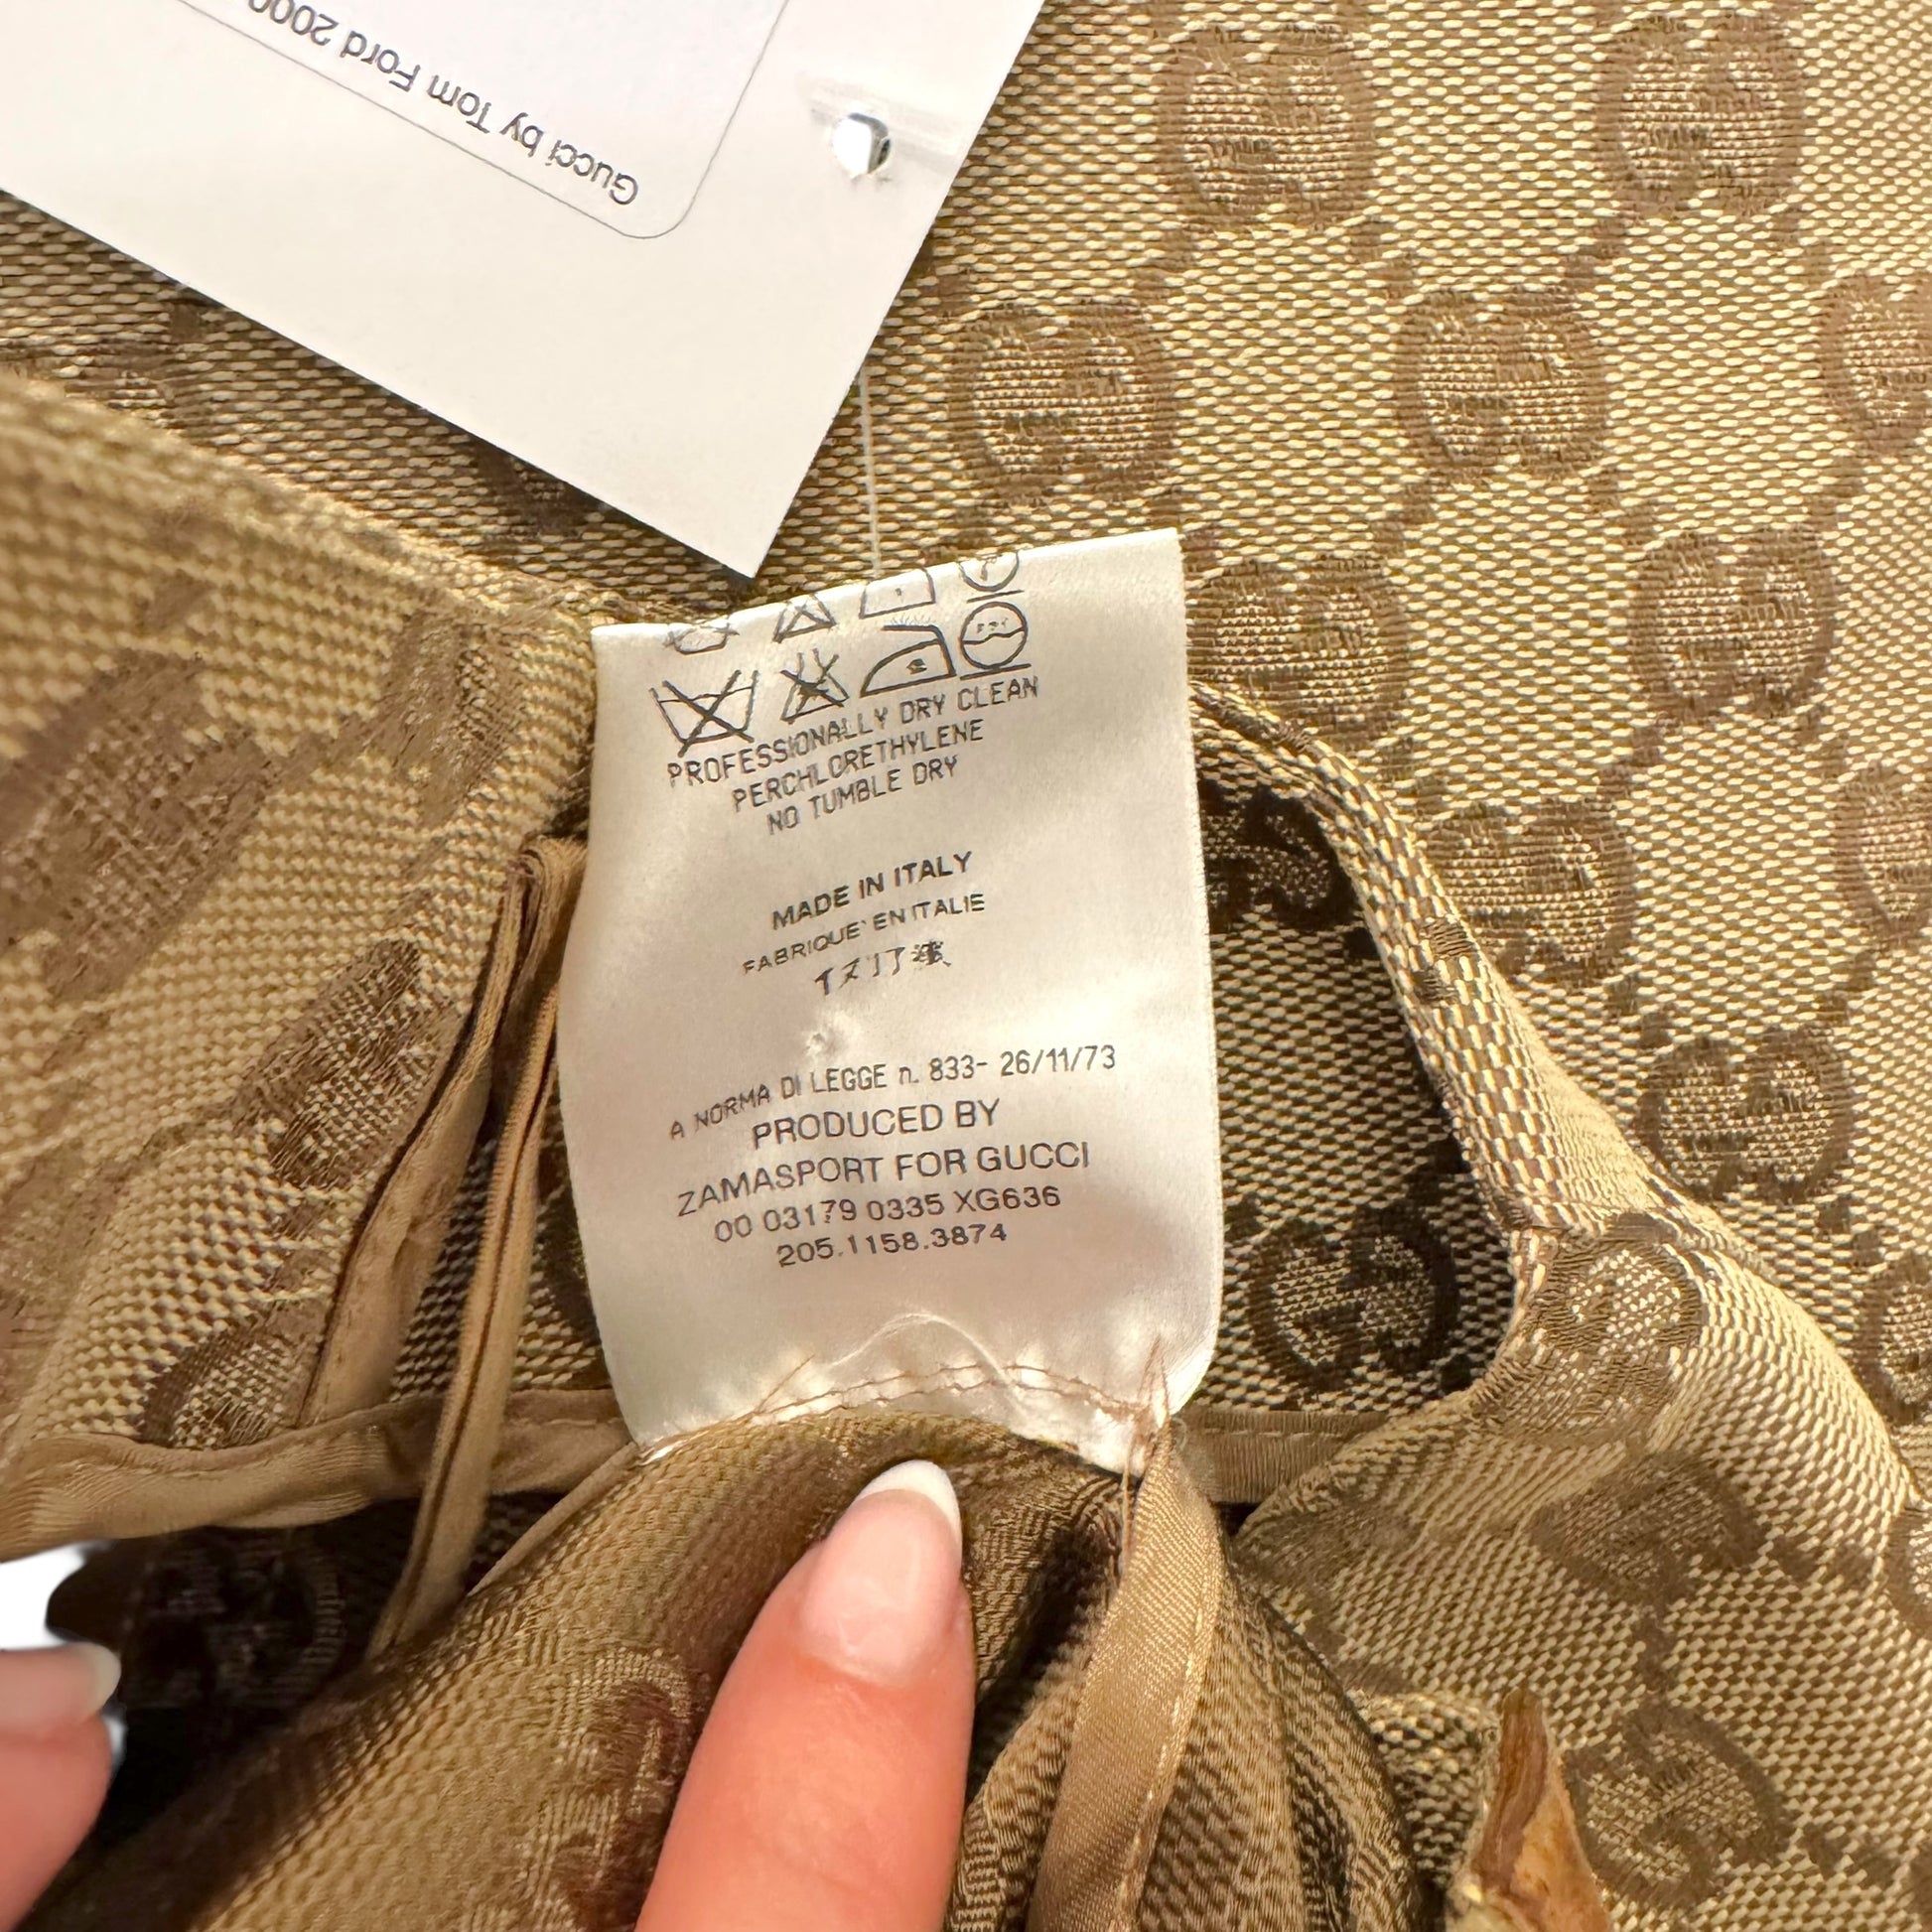 Gucci by Tom Ford 2000
PROFESSIONALLY DRY CLEAN
PERCHLORETHYLENE
NO TUMBLE DRY
MADE IN ITALY
FABRIQUE' EN ITALIE
A NORMA DI LEGGE n. 833- 26/11/73
PRODUCED BY
ZAMASPORT FOR GUCCI
00 03179 0335 XG636
205.1158.3874